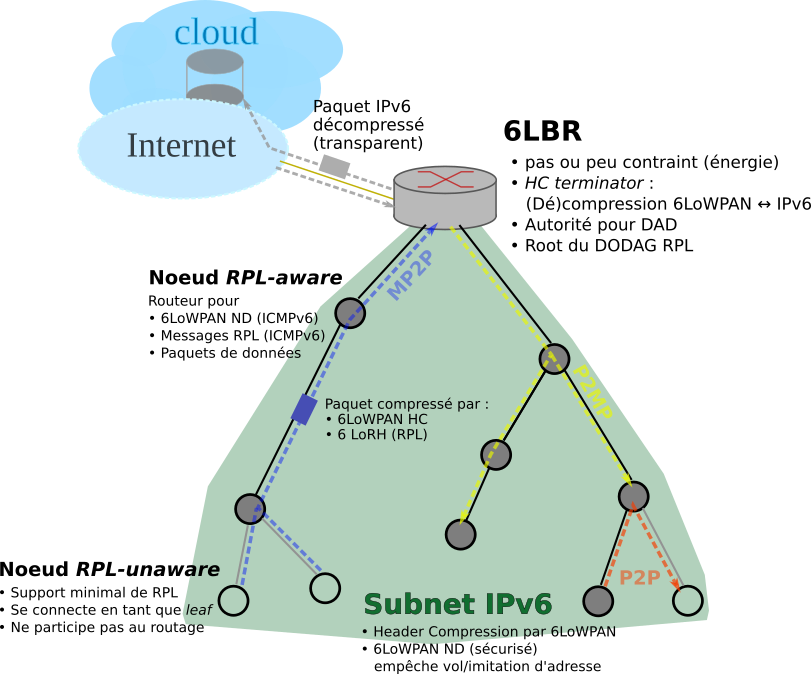 cloud
Internet
Paquet IPv6
décompressé
(transparent)
6LBR
• pas ou peu contraint (énergie)
• HC terminator :
(Dé)compression 6LoWPAN ↔ IPv6
• Autorité pour DAD
• Root du DODAG RPL
MP2P
Noeud RPL-aware
Routeur pour
• 6LoWPAN ND (ICMPv6)
• Messages RPL (ICMPv6)
• Paquets de données
P2MP
Paquet compressé par :
• 6LoWPAN HC
• 6 LoRH (RPL)
Noeud RPL-unaware
• Support minimal de RPL
• Se connecte en tant que leaf
• Ne participe pas au routage
P2P
Subnet IPv6
• Header Compression par 6LoWPAN
• 6LoWPAN ND (sécurisé)
empêche vol/imitation d'adresse